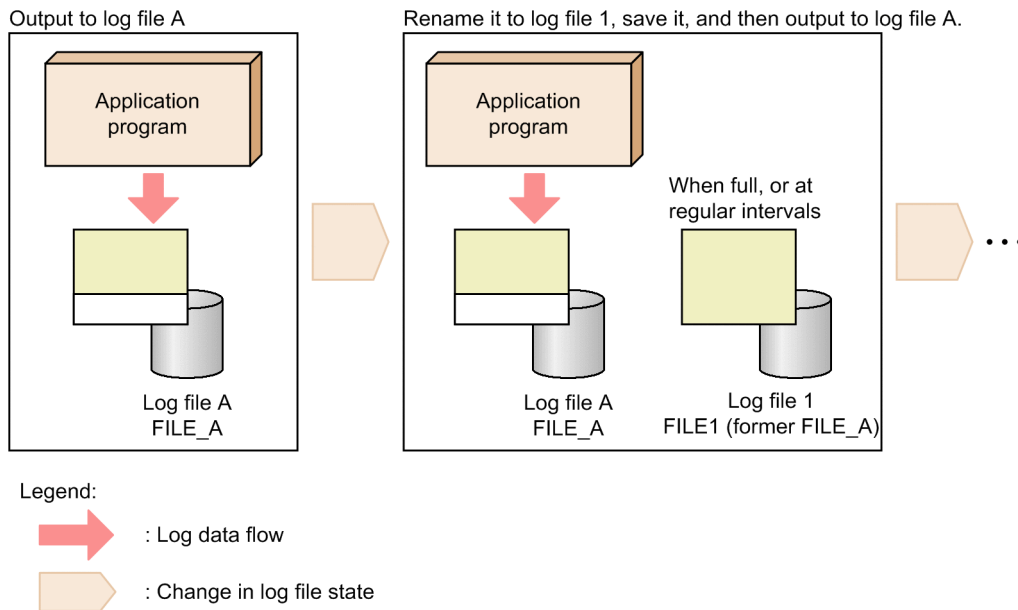 Output to log file A
Application
program
Log file A
FILE_A
Rename it to log file 1, save it, and then output to log file A.
Application
program
When full, or at
regular intervals
Log file A
FILE_A
Log file 1
FILE1 (former FILE_A)
• • •
Legend:
: Log data flow
: Change in log file state